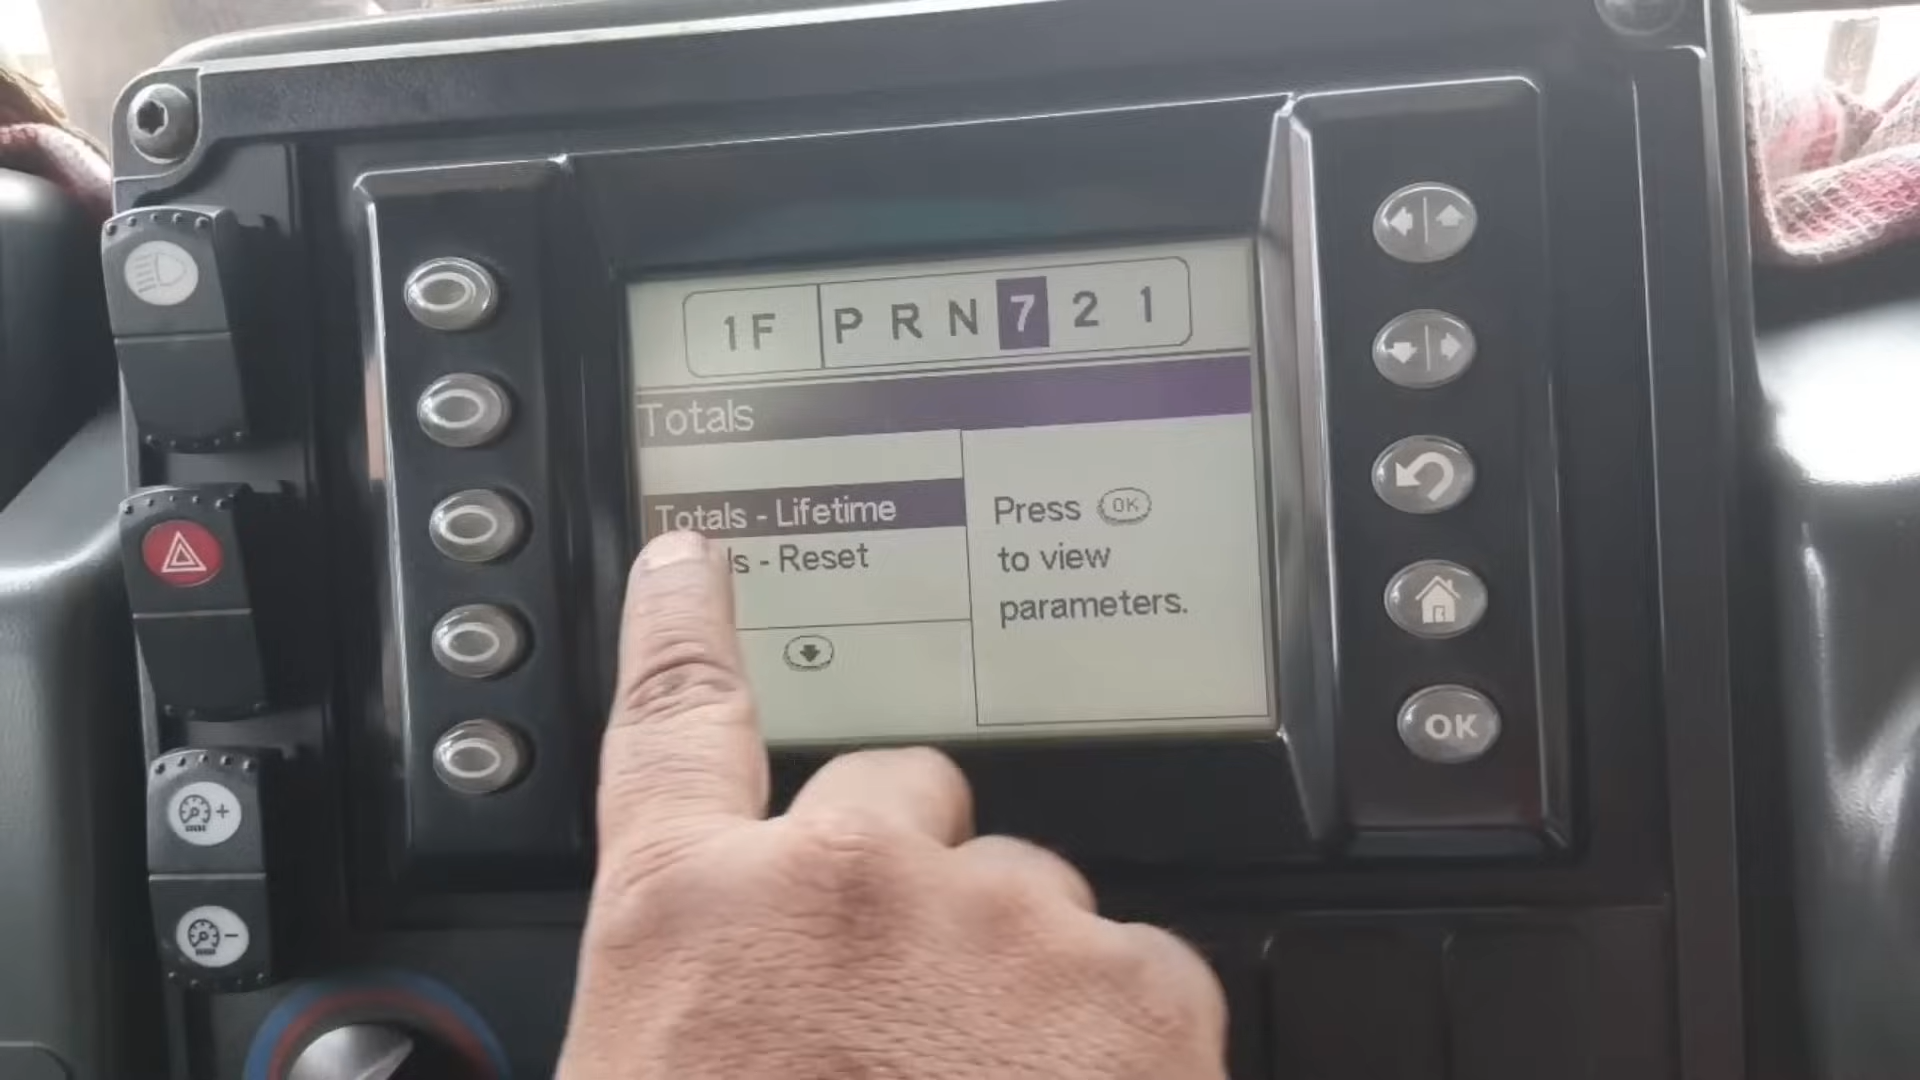 1F P R N 7 2 1
Totals
Totals - Lifetime
ls - Reset
Press OK
to view
parameters.
OK
+
-